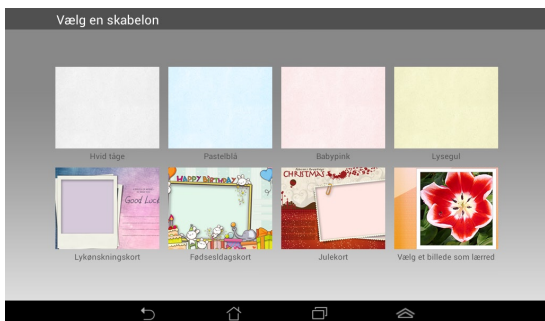 Vælg en skabelon
Hvid tåge
Pastelblå
Babypink
Lysegul
Good Luck
HAPPY BIRTHDAY
CHRISTMAS
Lykønskningskort
Fødsesldagskort
Julekort
Vælg et billede som lærred